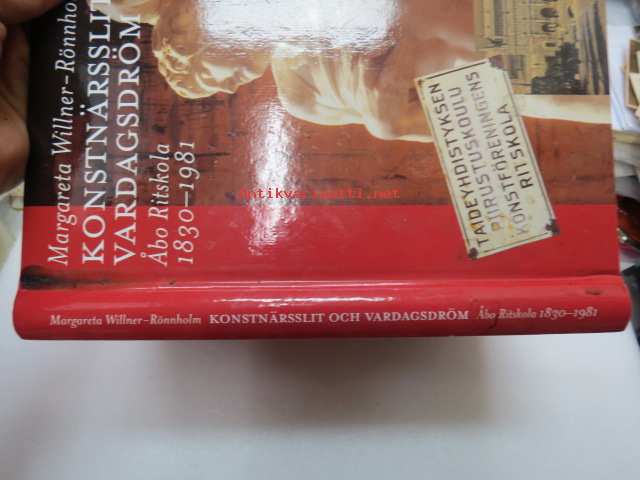 Margareta Willner-Rönnholm
KONSTNÄRSSLIT
VARDAGSDRÖM
Åbo Ritskola
1830–1981
TAIDEYHDISTYKSEN
PIIRUSTUSKOULU
KONSTFÖRENINGENS
RITSKOLA
antikvariaatti.net
Margareta Willner-Rönnholm KONSTNÄRSSLIT OCH VARDAGSDRÖM Åbo Ritskola 1830–1981